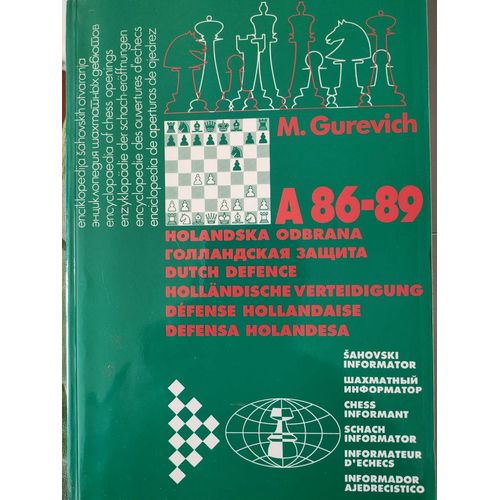 enciklopedija šahovskih otvaranja
энциклопедия шахматных дебютов
encyclopaedia of chess openings
enzyklopädie der schach-eröffnungen
encyclopedie des ouvertures d'echecs
enciclopedia de aperturas de ajedrez
M. Gurevich
A 86-89
HOLANDSKA ODBRANA
ГОЛЛАНДСКАЯ ЗАЩИТА
DUTCH DEFENCE
HOLLÄNDISCHE VERTEIDIGUNG
DÉFENSE HOLLANDAISE
DEFENSA HOLANDESA
ŠAHOVSKI
INFORMATOR
ШАХМАТНЫЙ
ИНФОРМАТОР
CHESS
INFORMANT
SCHACH
INFORMATOR
INFORMATEUR
D'ECHECS
INFORMADOR
AJEDRECISTICO